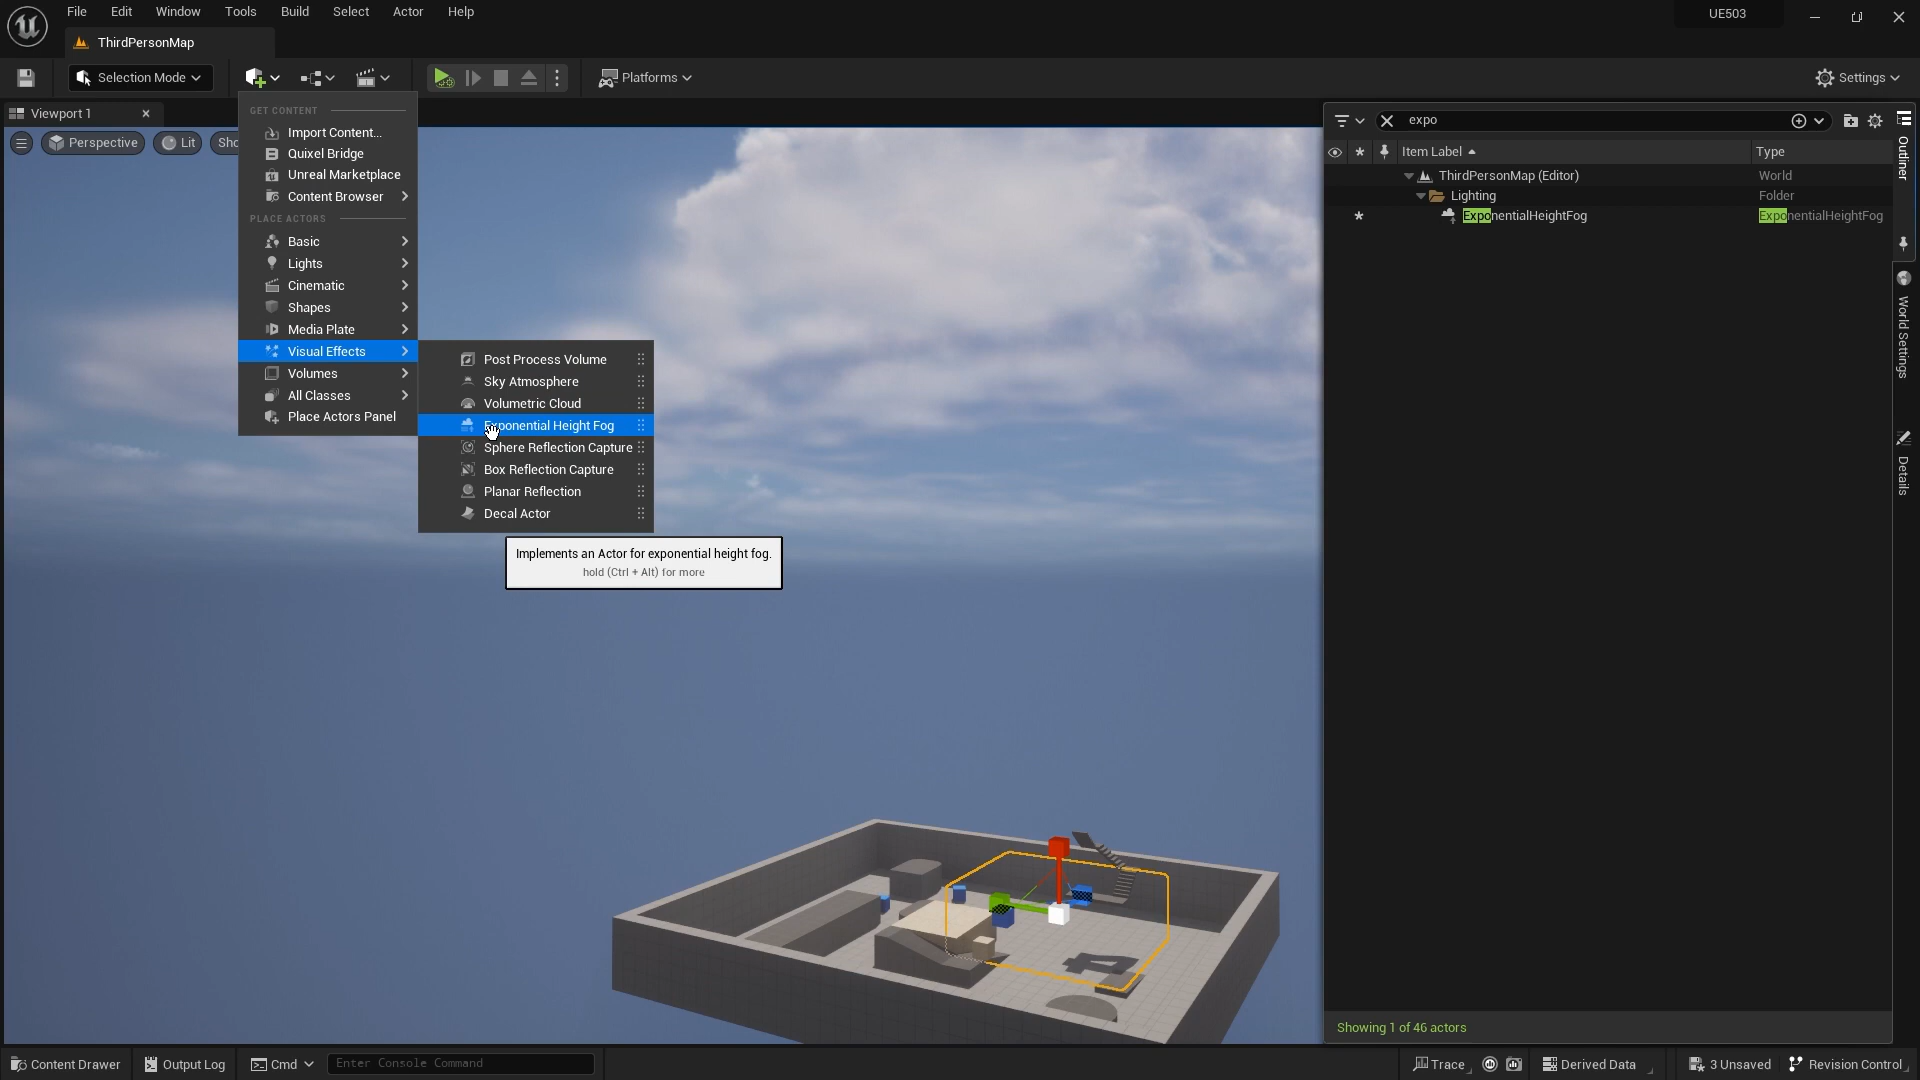 File Edit Window Tools Build Select Actor Help
UE503
ThirdPersonMap
Selection Mode
Platforms
Settings
Viewport 1
Perspective
Lit
Sho
GET CONTENT
Import Content...
Quixel Bridge
Unreal Marketplace
Content Browser
PLACE ACTORS
Basic
Lights
Cinematic
Shapes
Media Plate
Visual Effects
Volumes
All Classes
Place Actors Panel
Post Process Volume
Sky Atmosphere
Volumetric Cloud
Exponential Height Fog
Sphere Reflection Capture
Box Reflection Capture
Planar Reflection
Decal Actor
Implements an Actor for exponential height fog.
hold (Ctrl + Alt) for more
expo
Item Label Type
ThirdPersonMap (Editor) World
Lighting Folder
ExponentialHeightFog ExponentialHeightFog
Showing 1 of 46 actors
Outliner
World Settings
Details
Content Drawer
Output Log
Cmd
Enter Console Command
Trace
Derived Data
3 Unsaved
Revision Control